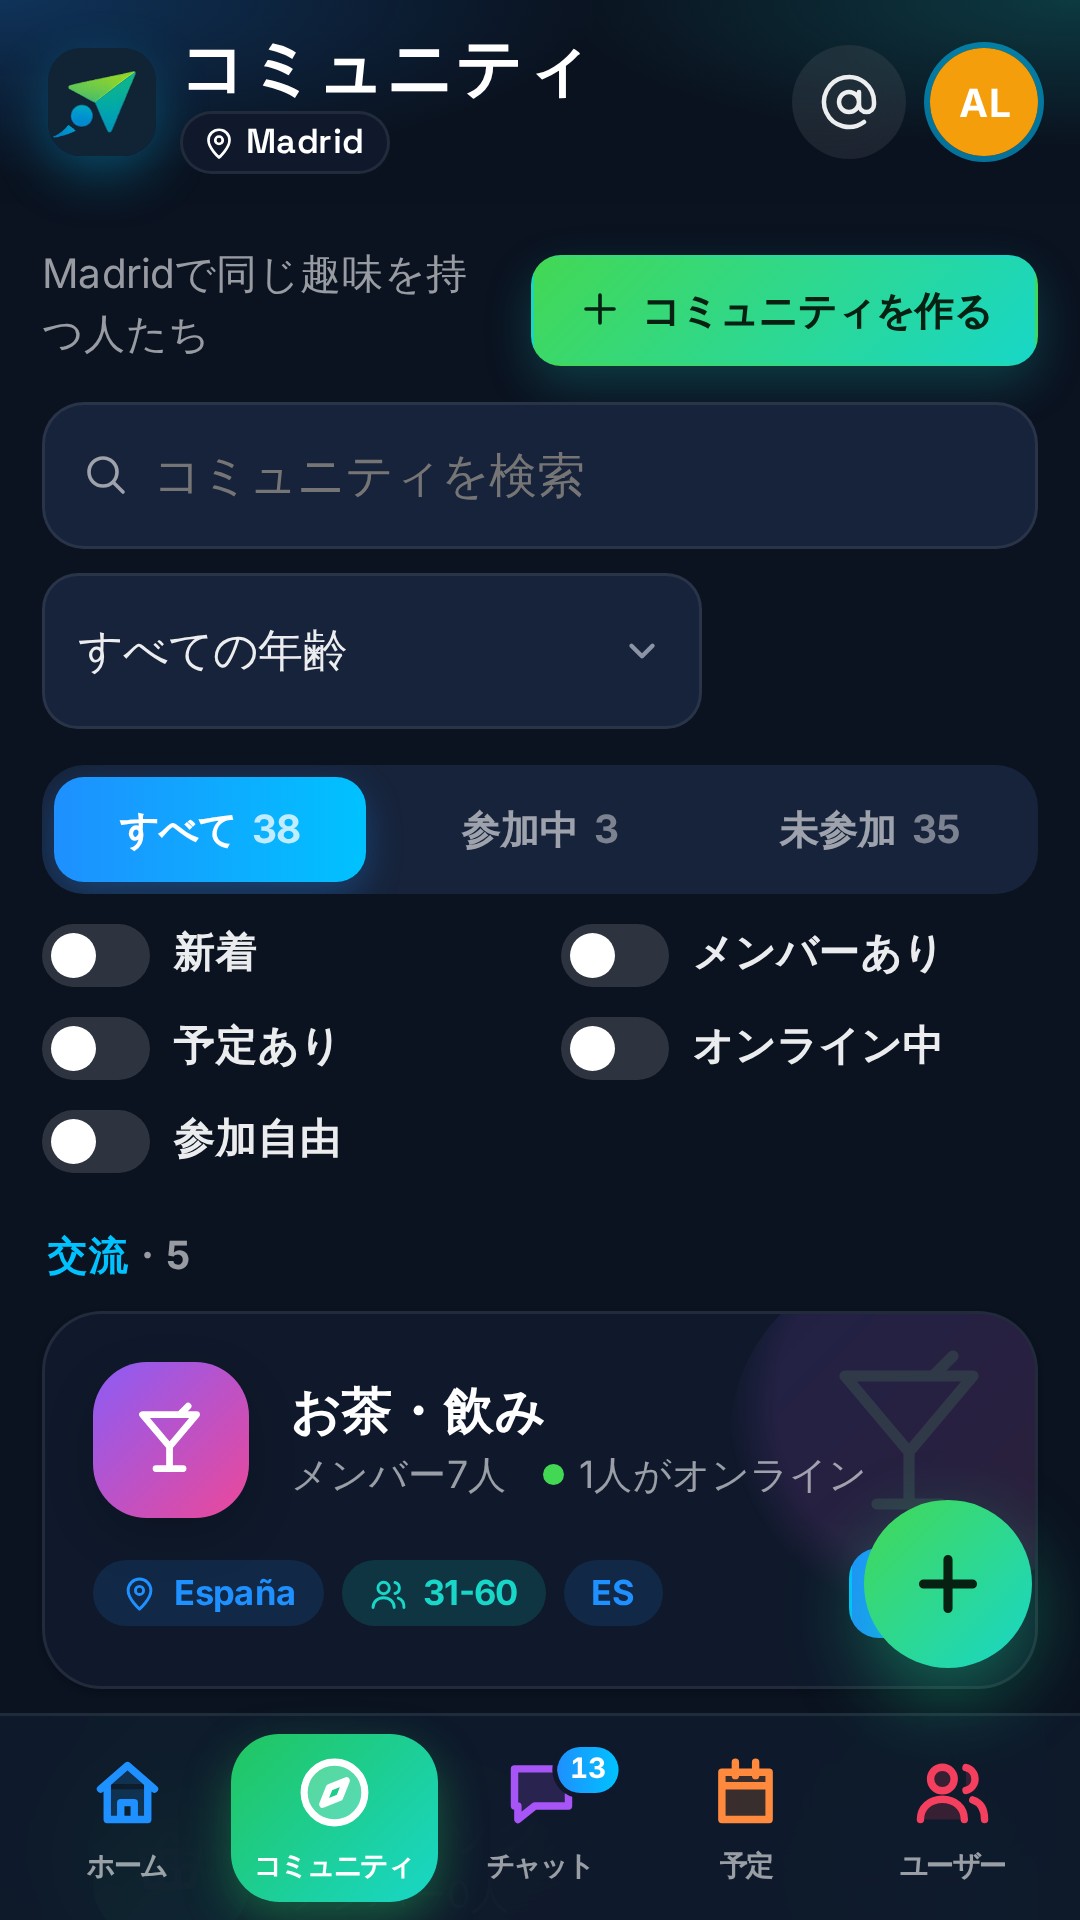 コミュニティ
Madrid
@
AL
Madridで同じ趣味を持
つ人たち
コミュニティを作る
コミュニティを検索
すべての年齢
すべて 38
参加中 3
未参加 35
新着
メンバーあり
予定あり
オンライン中
参加自由
交流 · 5
お茶・飲み
メンバー7人
1人がオンライン
España
31-60
ES
13
ホーム
コミュニティ
チャット
予定
ユーザー